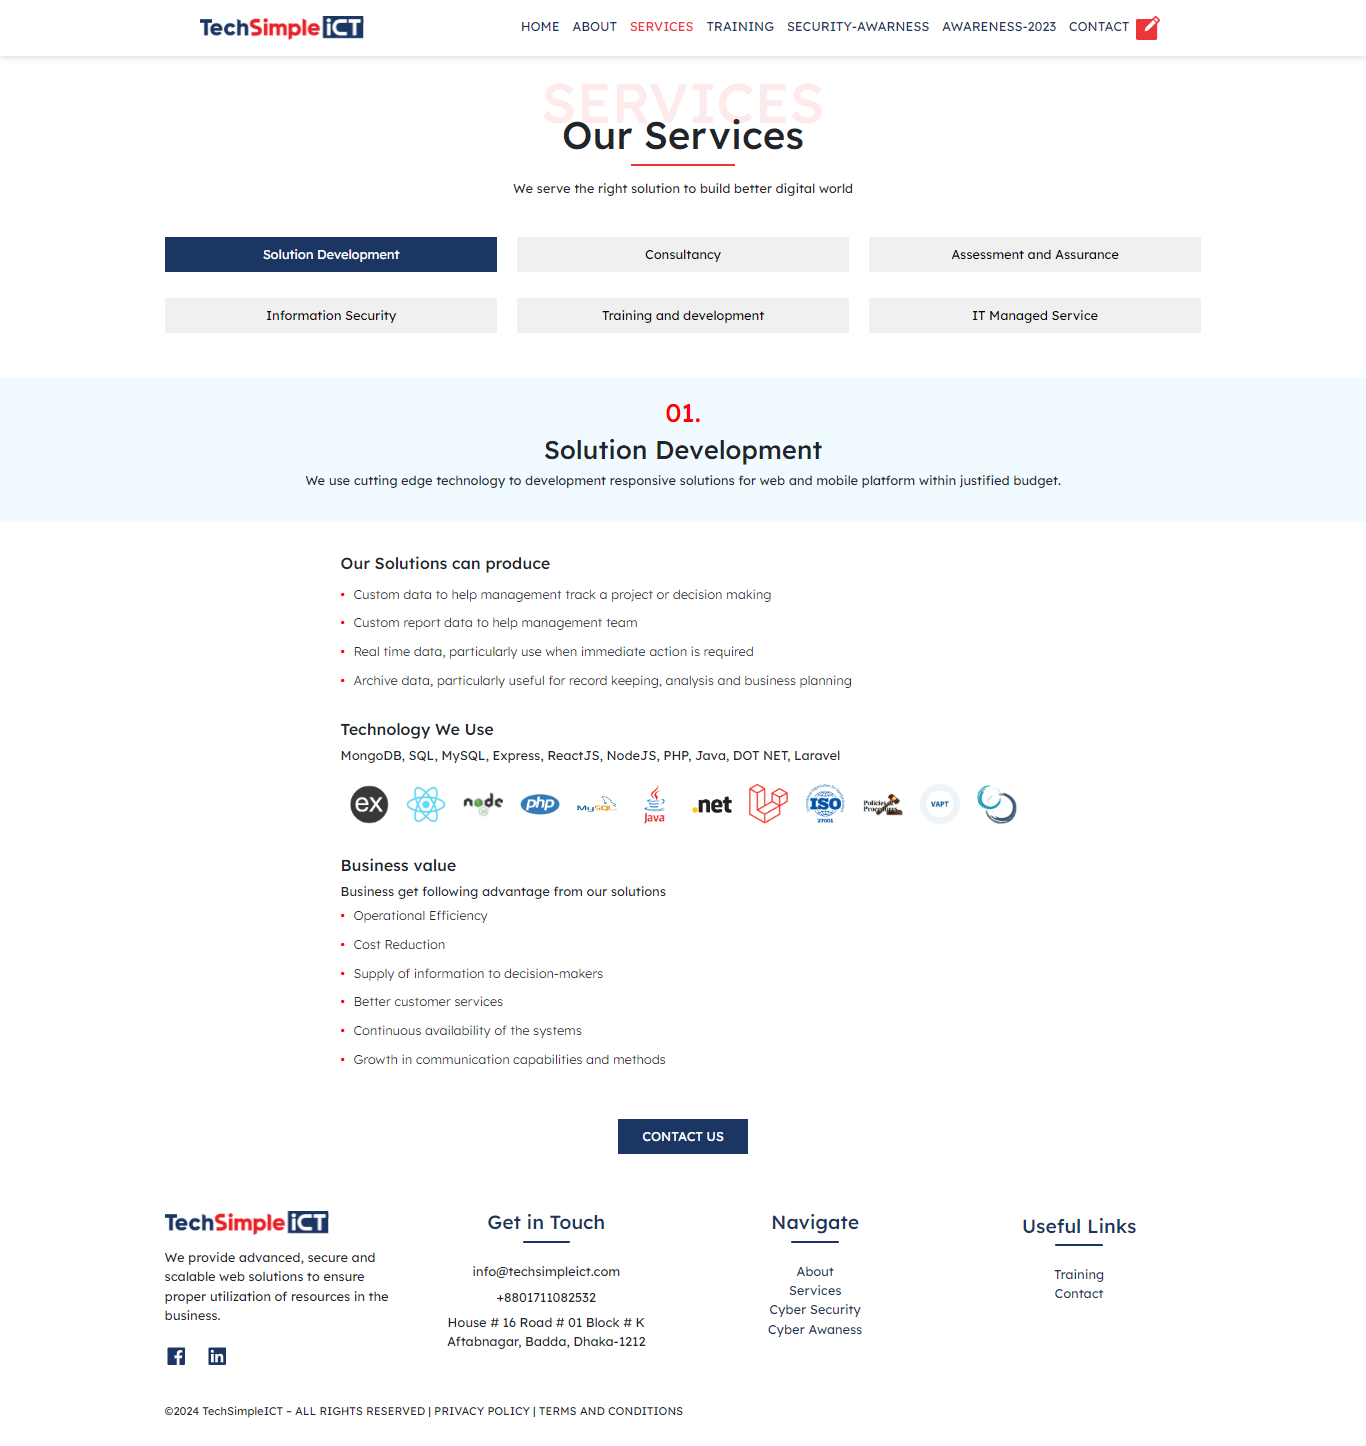 TechSimpleiCT
HOME ABOUT SERVICES TRAINING SECURITY-AWARNESS AWARENESS-2023 CONTACT
SERVICES
Our Services
We serve the right solution to build better digital world
Solution Development
Consultancy
Assessment and Assurance
Information Security
Training and development
IT Managed Service
01.
Solution Development
We use cutting edge technology to development responsive solutions for web and mobile platform within justified budget.
Our Solutions can produce
• Custom data to help management track a project or decision making
• Custom report data to help management team
• Real time data, particularly use when immediate action is required
• Archive data, particularly useful for record keeping, analysis and business planning
Technology We Use
MongoDB, SQL, MySQL, Express, ReactJS, NodeJS, PHP, Java, DOT NET, Laravel
ex
node
php
MySQL
Java
.net
ISO
27001
Policies &
Procedures
VAPT
Business value
Business get following advantage from our solutions
• Operational Efficiency
• Cost Reduction
• Supply of information to decision-makers
• Better customer services
• Continuous availability of the systems
• Growth in communication capabilities and methods
CONTACT US
TechSimpleiCT
We provide advanced, secure and
scalable web solutions to ensure
proper utilization of resources in the
business.
Get in Touch
info@techsimpleict.com
+8801711082532
House # 16 Road # 01 Block # K
Aftabnagar, Badda, Dhaka-1212
Navigate
About
Services
Cyber Security
Cyber Awaness
Useful Links
Training
Contact
©2024 TechSimpleICT – ALL RIGHTS RESERVED | PRIVACY POLICY | TERMS AND CONDITIONS